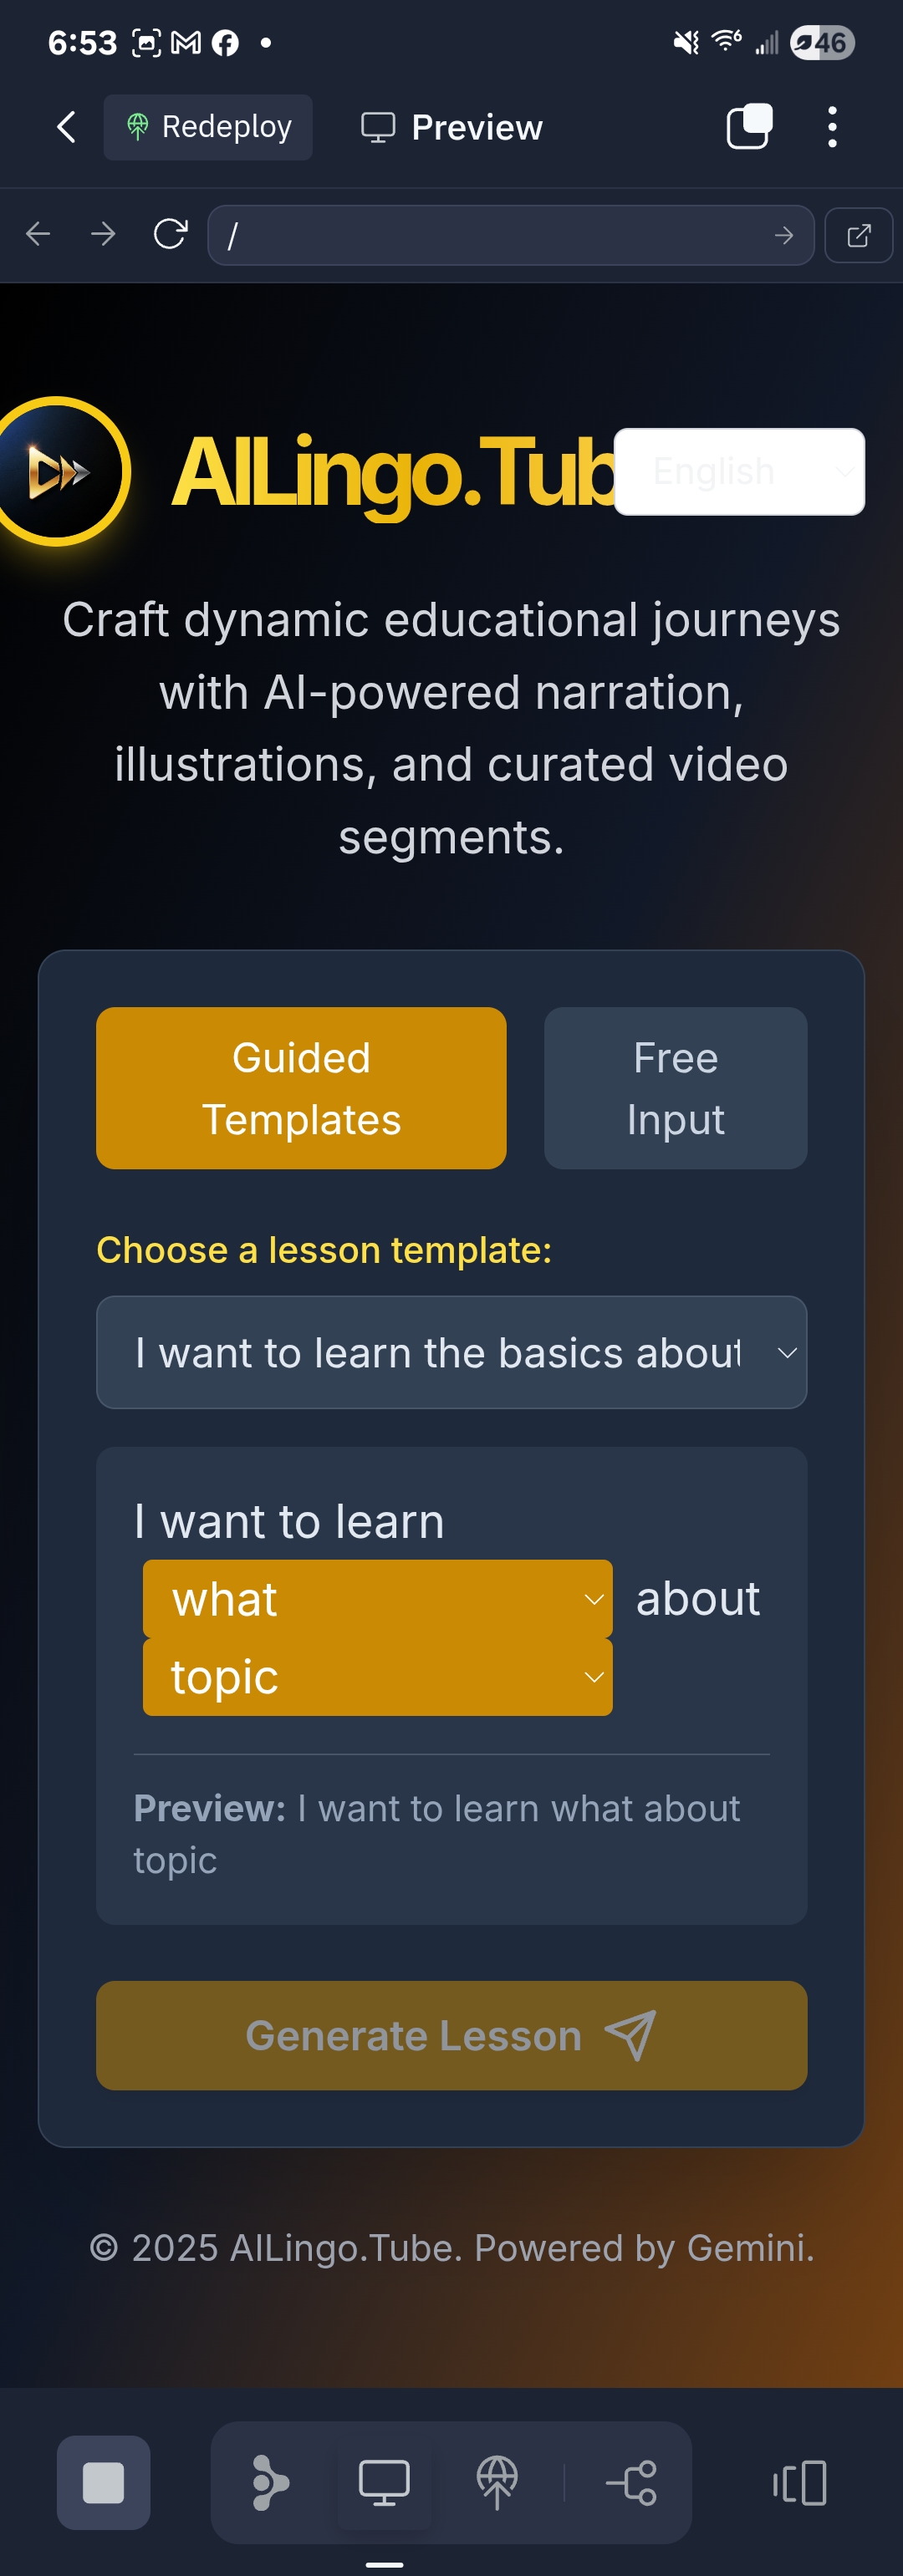 6:53
6
46
Redeploy
Preview
/
AILingo.Tub
English
Craft dynamic educational journeys
with AI-powered narration,
illustrations, and curated video
segments.
Guided
Templates
Free
Input
Choose a lesson template:
I want to learn the basics about
I want to learn
what about
topic
Preview: I want to learn what about
topic
Generate Lesson
© 2025 AILingo.Tube. Powered by Gemini.